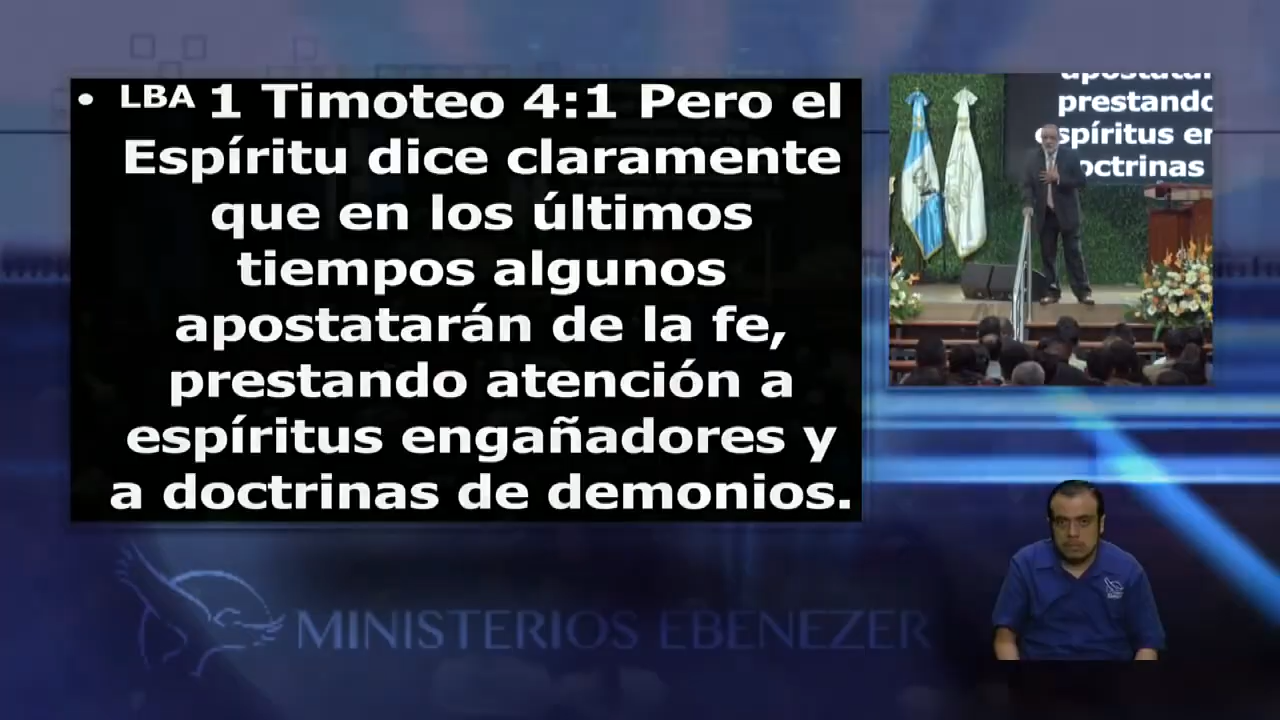 • LBA 1 Timoteo 4:1 Pero el
Espíritu dice claramente
que en los últimos
tiempos algunos
apostatarán de la fe,
prestando atención a
espíritus engañadores y
a doctrinas de demonios.
prestando
espíritus
doctrinas
MINISTERIOS EBENEZER